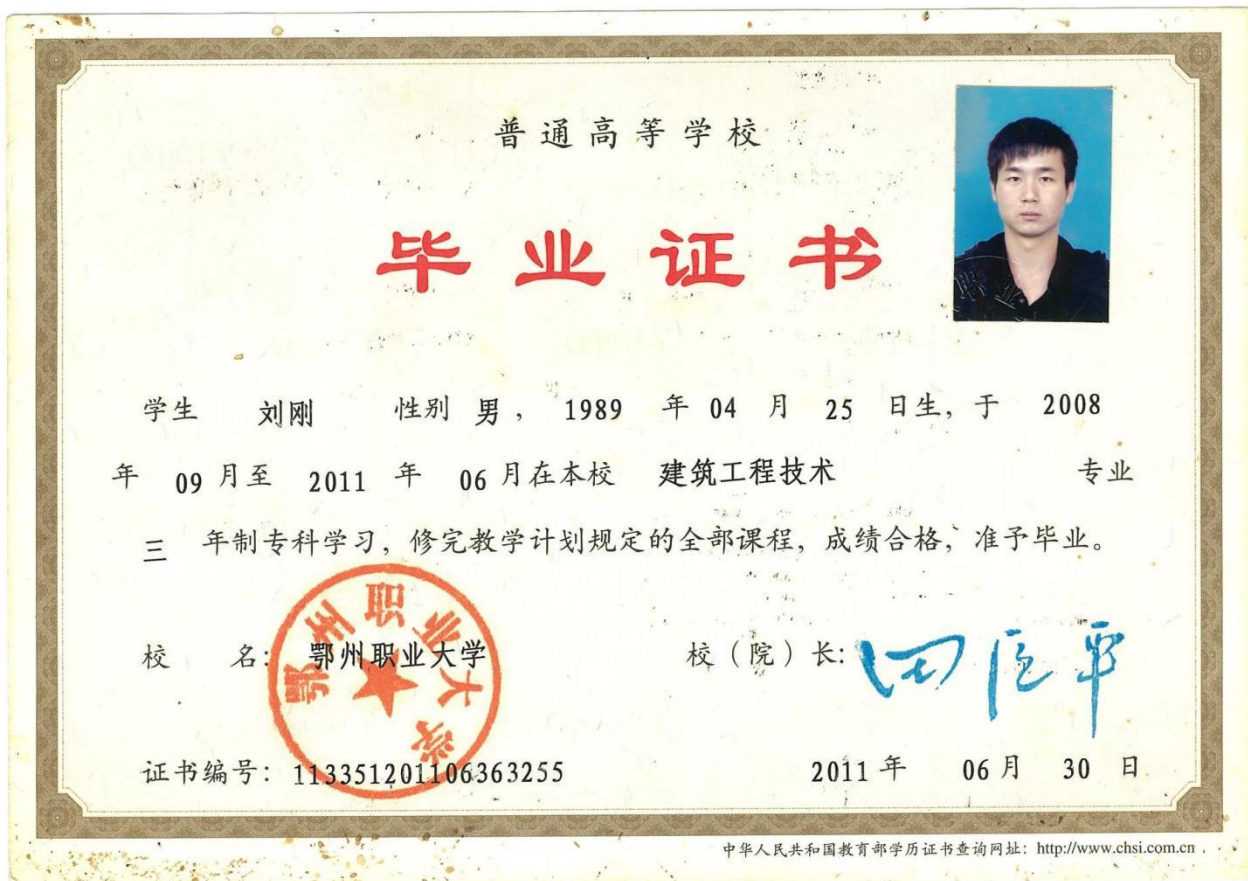 普通高等学校
毕业证书
学生 刘刚 性别 男，1989 年 04 月 25 日生，于 2008
年 09 月至 2011 年 06 月在本校 建筑工程技术 专业
三 年制专科学习，修完教学计划规定的全部课程，成绩合格，准予毕业。
鄂州职业大学
校 名：鄂州职业大学 校（院）长：
证书编号：113351201106363255 2011 年 06 月 30 日
中华人民共和国教育部学历证书查询网址：http://www.chsi.com.cn